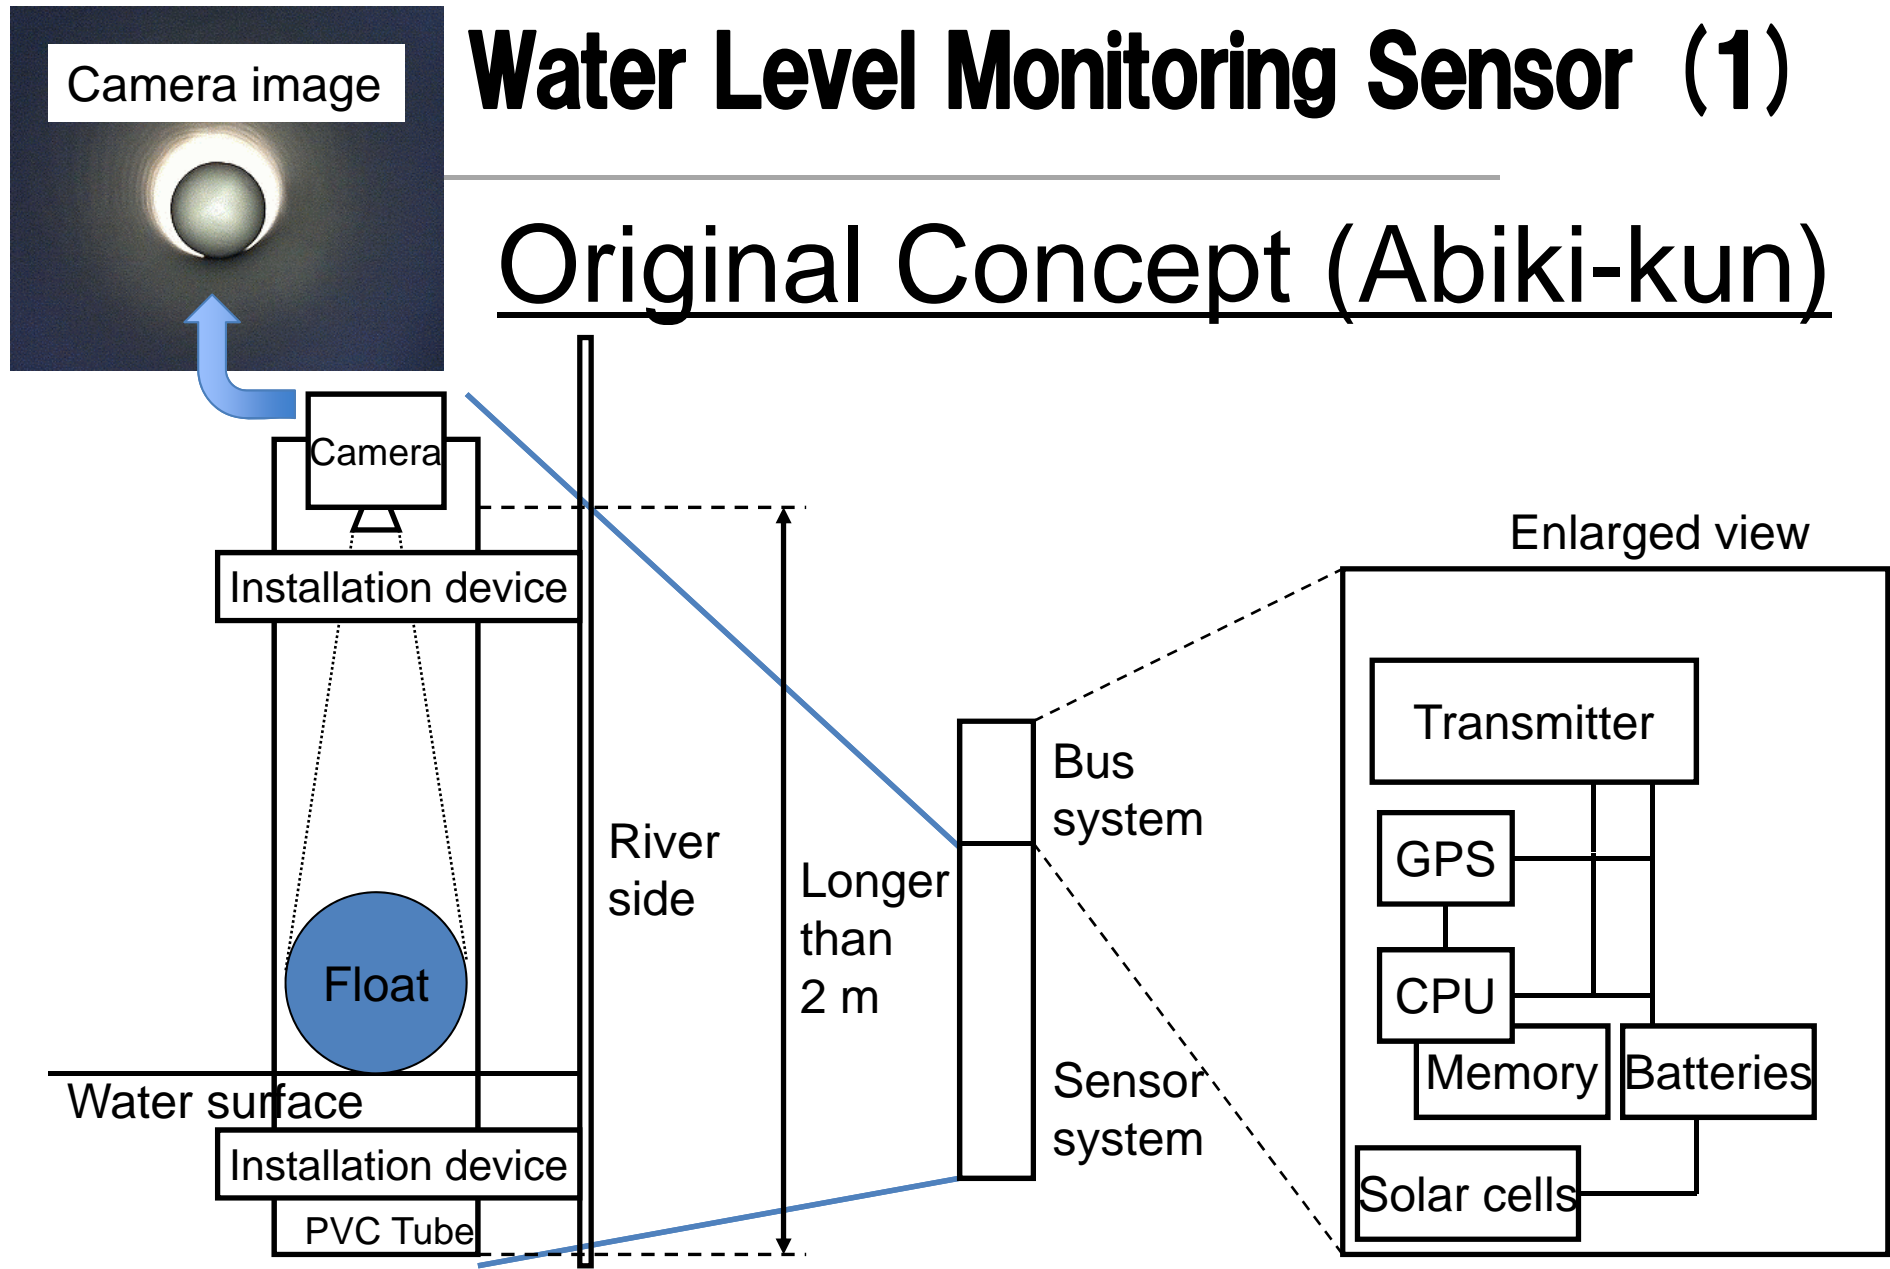 Camera image
Water Level Monitoring Sensor（1）
Original Concept (Abiki-kun)
Camera
Installation device
Float
Water surface
Installation device
PVC Tube
River
side
Longer
than
2 m
Bus
system
Sensor
system
Enlarged view
Transmitter
GPS
CPU
Memory
Batteries
Solar cells